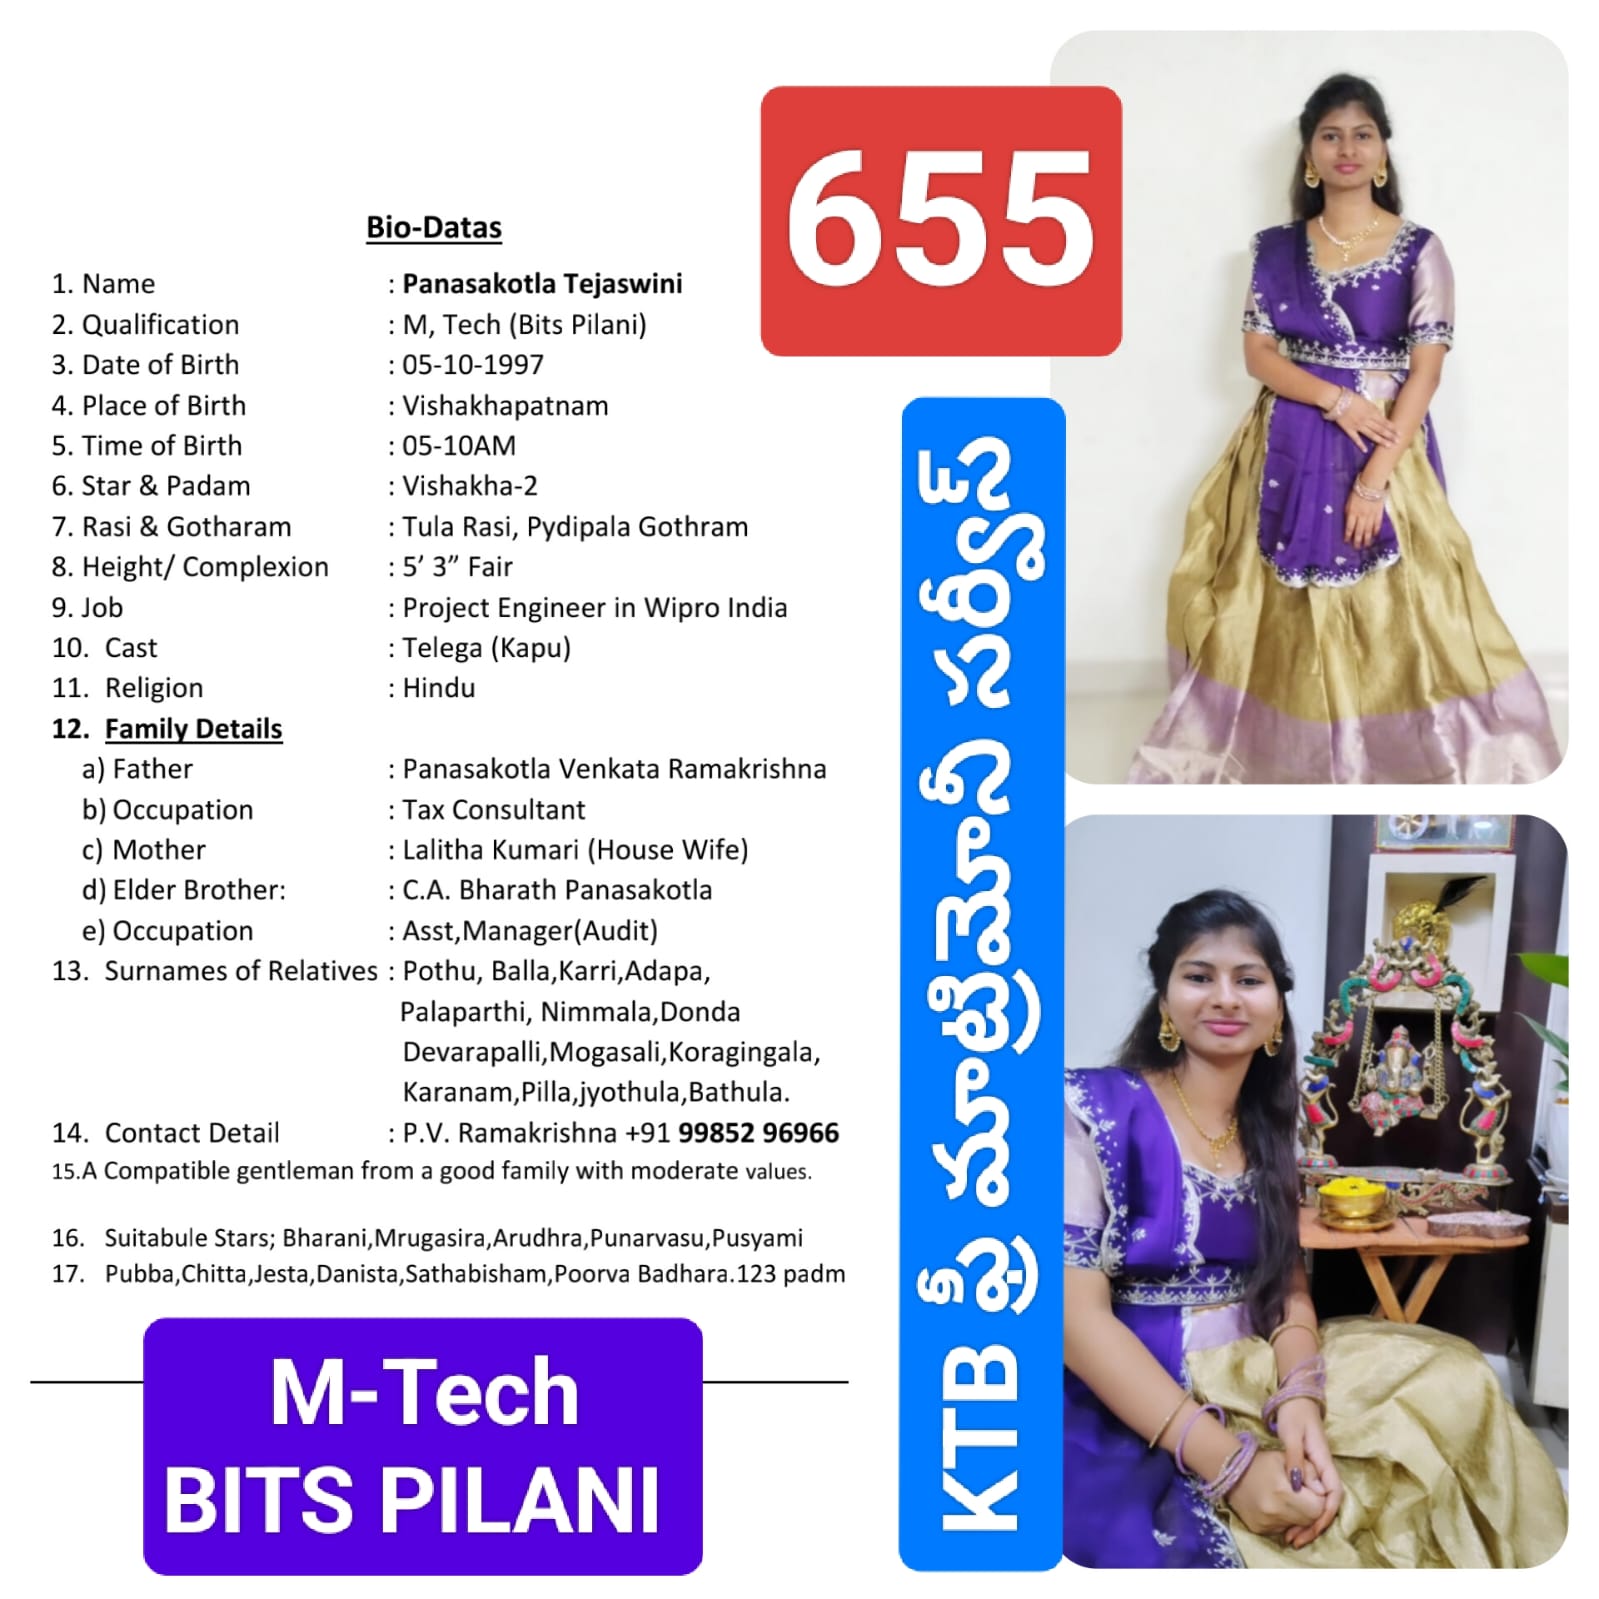 655
Bio-Datas
1. Name : Panasakotla Tejaswini
2. Qualification : M, Tech (Bits Pilani)
3. Date of Birth : 05-10-1997
4. Place of Birth : Vishakhapatnam
5. Time of Birth : 05-10AM
6. Star & Padam : Vishakha-2
7. Rasi & Gotharam : Tula Rasi, Pydipala Gothram
8. Height/ Complexion : 5’ 3” Fair
9. Job : Project Engineer in Wipro India
10. Cast : Telega (Kapu)
11. Religion : Hindu
12. Family Details
a) Father : Panasakotla Venkata Ramakrishna
b) Occupation : Tax Consultant
c) Mother : Lalitha Kumari (House Wife)
d) Elder Brother: : C.A. Bharath Panasakotla
e) Occupation : Asst,Manager(Audit)
13. Surnames of Relatives : Pothu, Balla,Karri,Adapa,
Palaparthi, Nimmala,Donda
Devarapalli,Mogasali,Koragingala,
Karanam,Pilla,jyothula,Bathula.
14. Contact Detail : P.V. Ramakrishna +91 99852 96966
15.A Compatible gentleman from a good family with moderate values.
16. Suitabule Stars; Bharani,Mrugasira,Arudhra,Punarvasu,Pusyami
17. Pubba,Chitta,Jesta,Danista,Sathabisham,Poorva Badhara.123 padm
M-Tech
BITS PILANI
KTB ఫ్రీ మాట్రిమోనీ సర్వీస్